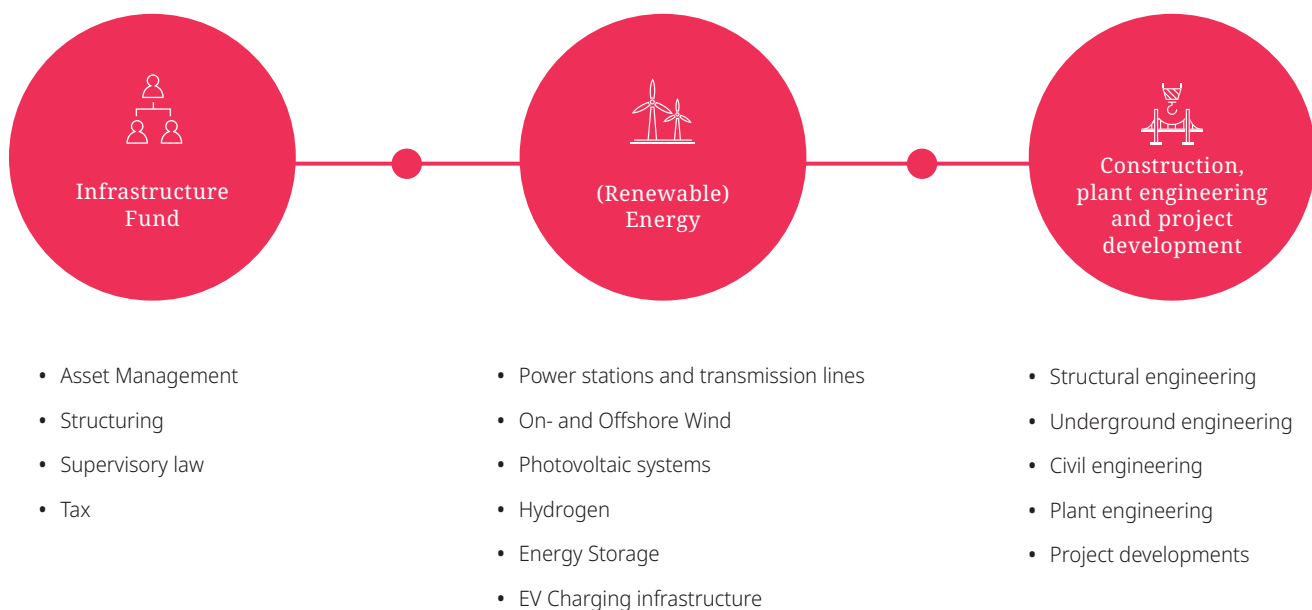 Infrastructure
Fund
(Renewable)
Energy
Construction,
plant engineering
and project
development
• Asset Management
• Structuring
• Supervisory law
• Tax
• Power stations and transmission lines
• On- and Offshore Wind
• Photovoltaic systems
• Hydrogen
• Energy Storage
• EV Charging infrastructure
• Structural engineering
• Underground engineering
• Civil engineering
• Plant engineering
• Project developments